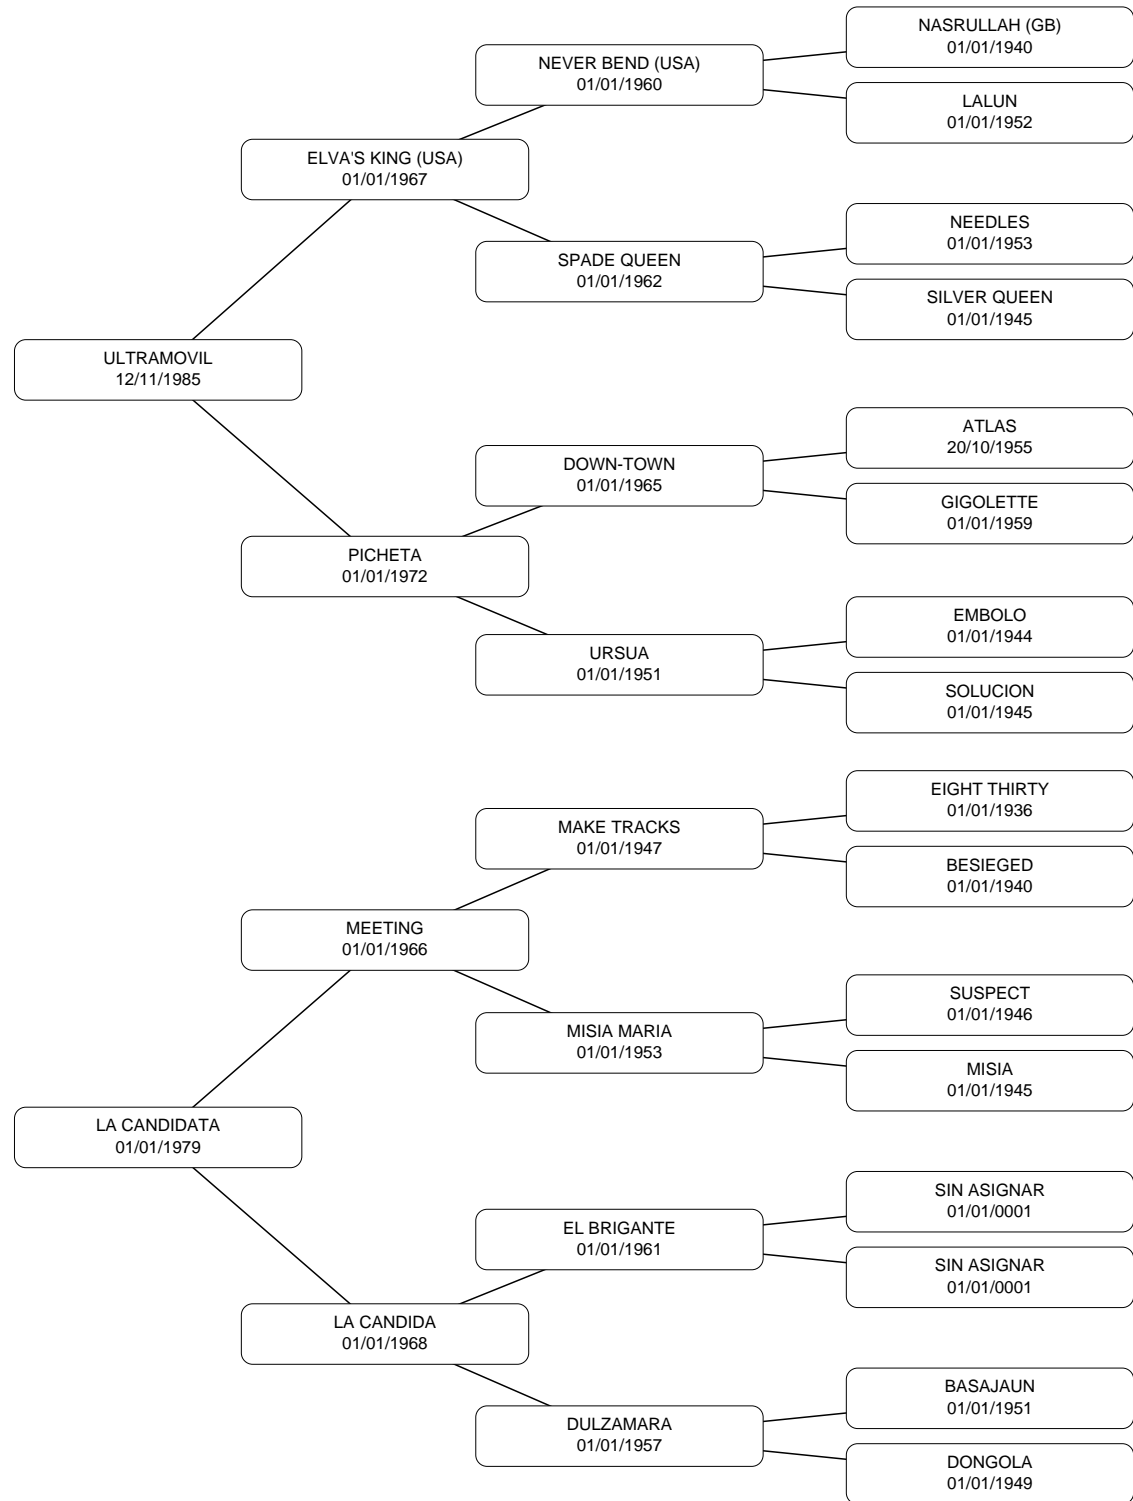 NASRULLAH (GB)
01/01/1940
NEVER BEND (USA)
01/01/1960
LALUN
01/01/1952
ELVA'S KING (USA)
01/01/1967
NEEDLES
01/01/1953
SPADE QUEEN
01/01/1962
SILVER QUEEN
01/01/1945
ULTRAMOVIL
12/11/1985
ATLAS
20/10/1955
DOWN-TOWN
01/01/1965
GIGOLETTE
01/01/1959
PICHETA
01/01/1972
EMBOLO
01/01/1944
URSUA
01/01/1951
SOLUCION
01/01/1945
EIGHT THIRTY
01/01/1936
MAKE TRACKS
01/01/1947
BESIEGED
01/01/1940
MEETING
01/01/1966
SUSPECT
01/01/1946
MISIA MARIA
01/01/1953
MISIA
01/01/1945
LA CANDIDATA
01/01/1979
SIN ASIGNAR
01/01/0001
EL BRIGANTE
01/01/1961
SIN ASIGNAR
01/01/0001
LA CANDIDA
01/01/1968
BASAJAUN
01/01/1951
DULZAMARA
01/01/1957
DONGOLA
01/01/1949